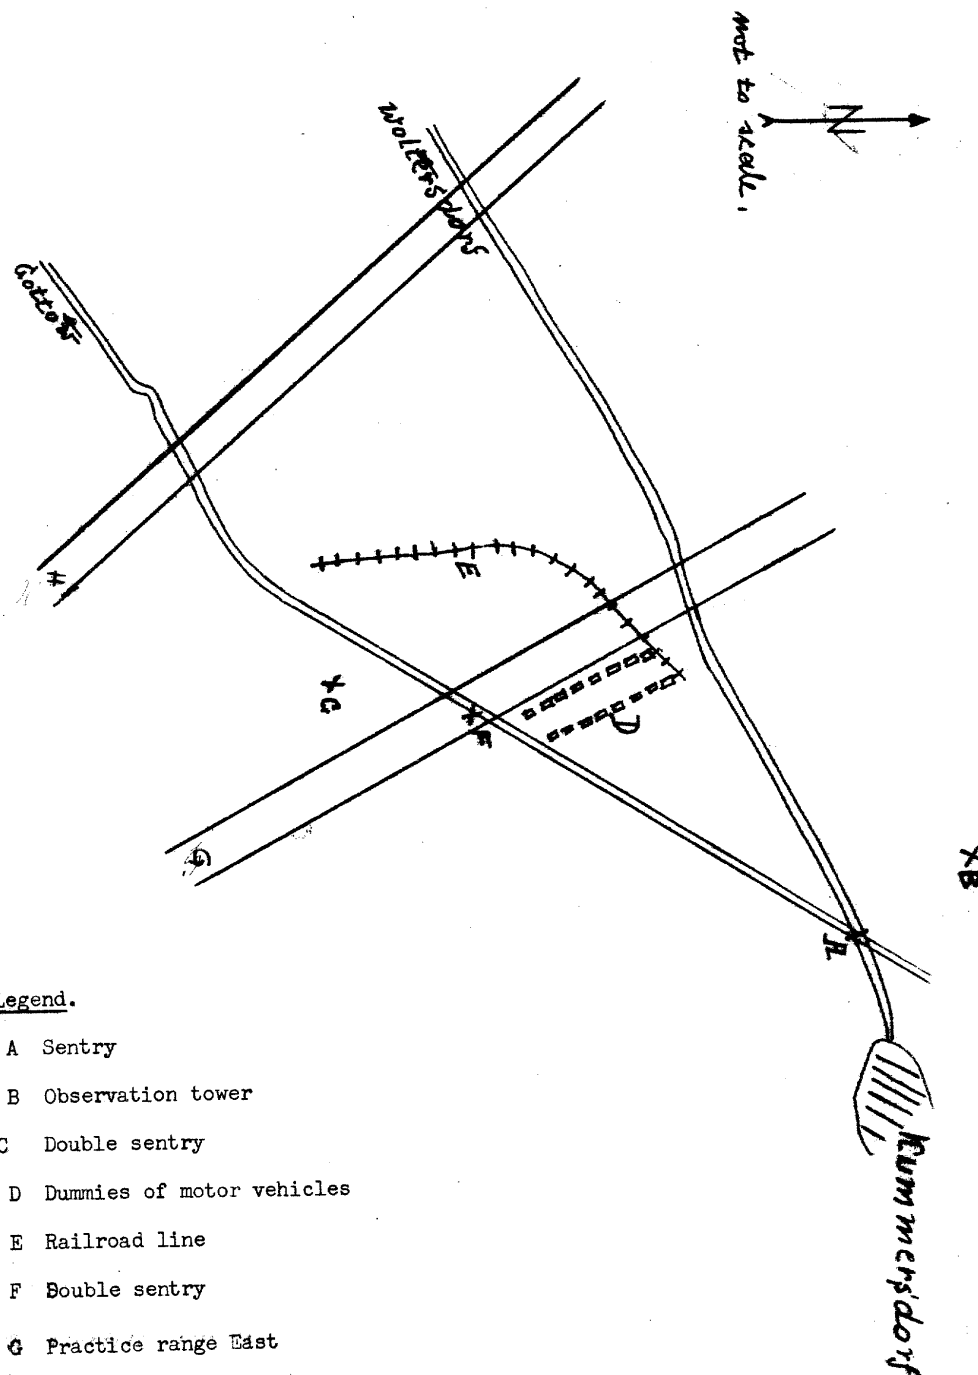 not to scale.
N
Woltersdorf
Gottow
H
E
G
D
F
G
B
A
Kummersdorf
Legend.
A Sentry
B Observation tower
C Double sentry
D Dummies of motor vehicles
E Railroad line
F Double sentry
G Practice range East